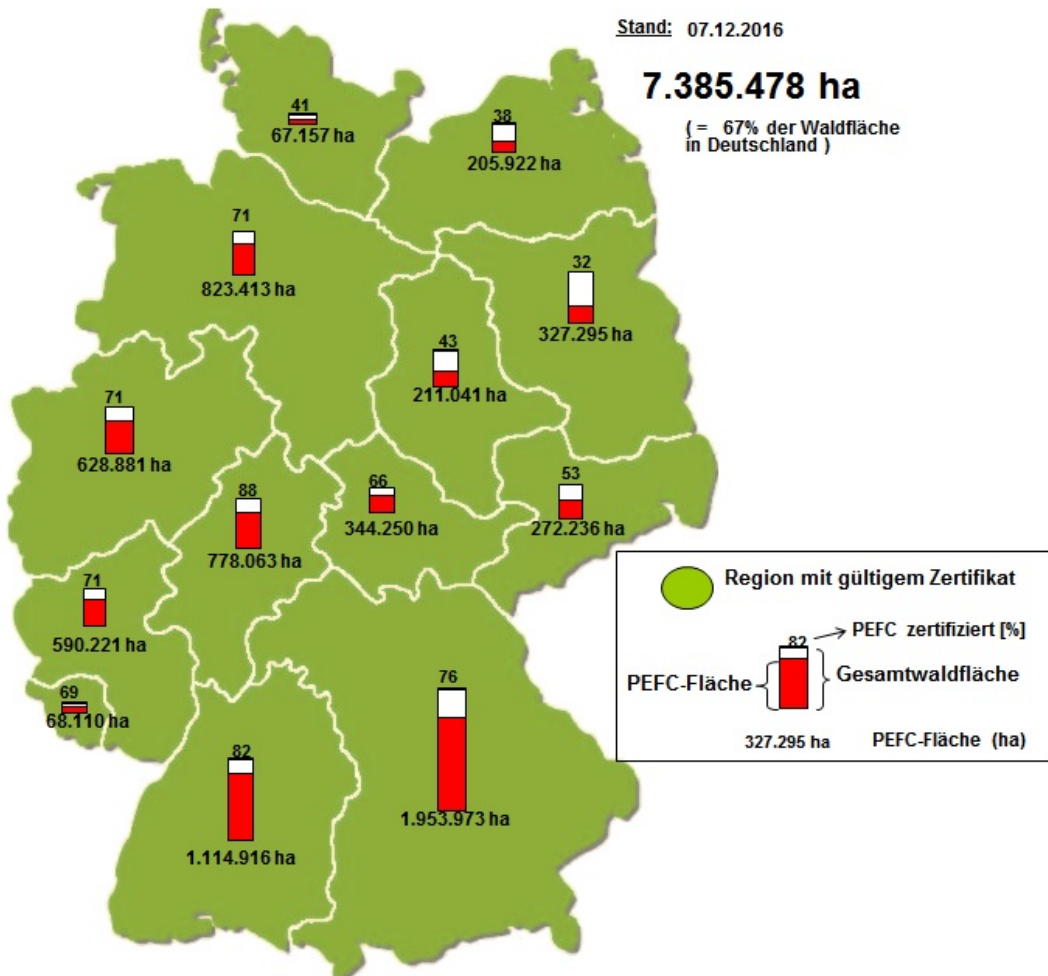 Stand: 07.12.2016
7.385.478 ha
( = 67% der Waldfläche
in Deutschland )
41
67.157 ha
38
205.922 ha
71
823.413 ha
32
327.295 ha
43
211.041 ha
71
628.881 ha
88
778.063 ha
66
344.250 ha
53
272.236 ha
71
590.221 ha
69
68.110 ha
82
1.114.916 ha
76
1.953.973 ha
Region mit gültigem Zertifikat
82
PEFC zertifiziert [%]
PEFC-Fläche
Gesamtwaldfläche
327.295 ha
PEFC-Fläche (ha)